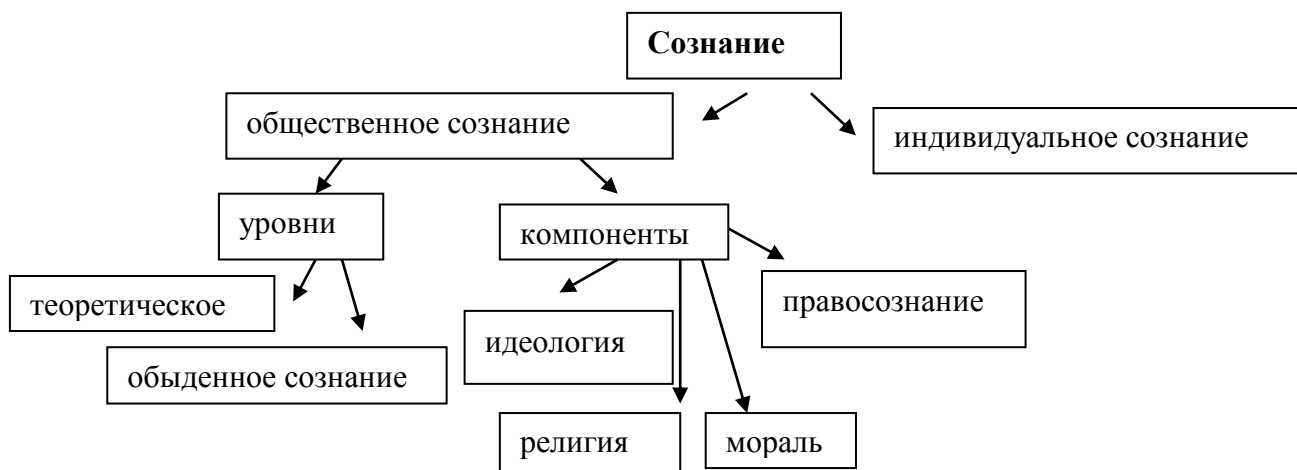 Сознание
общественное сознание
индивидуальное сознание
уровни
компоненты
теоретическое
правосознание
идеология
обыденное сознание
религия
мораль